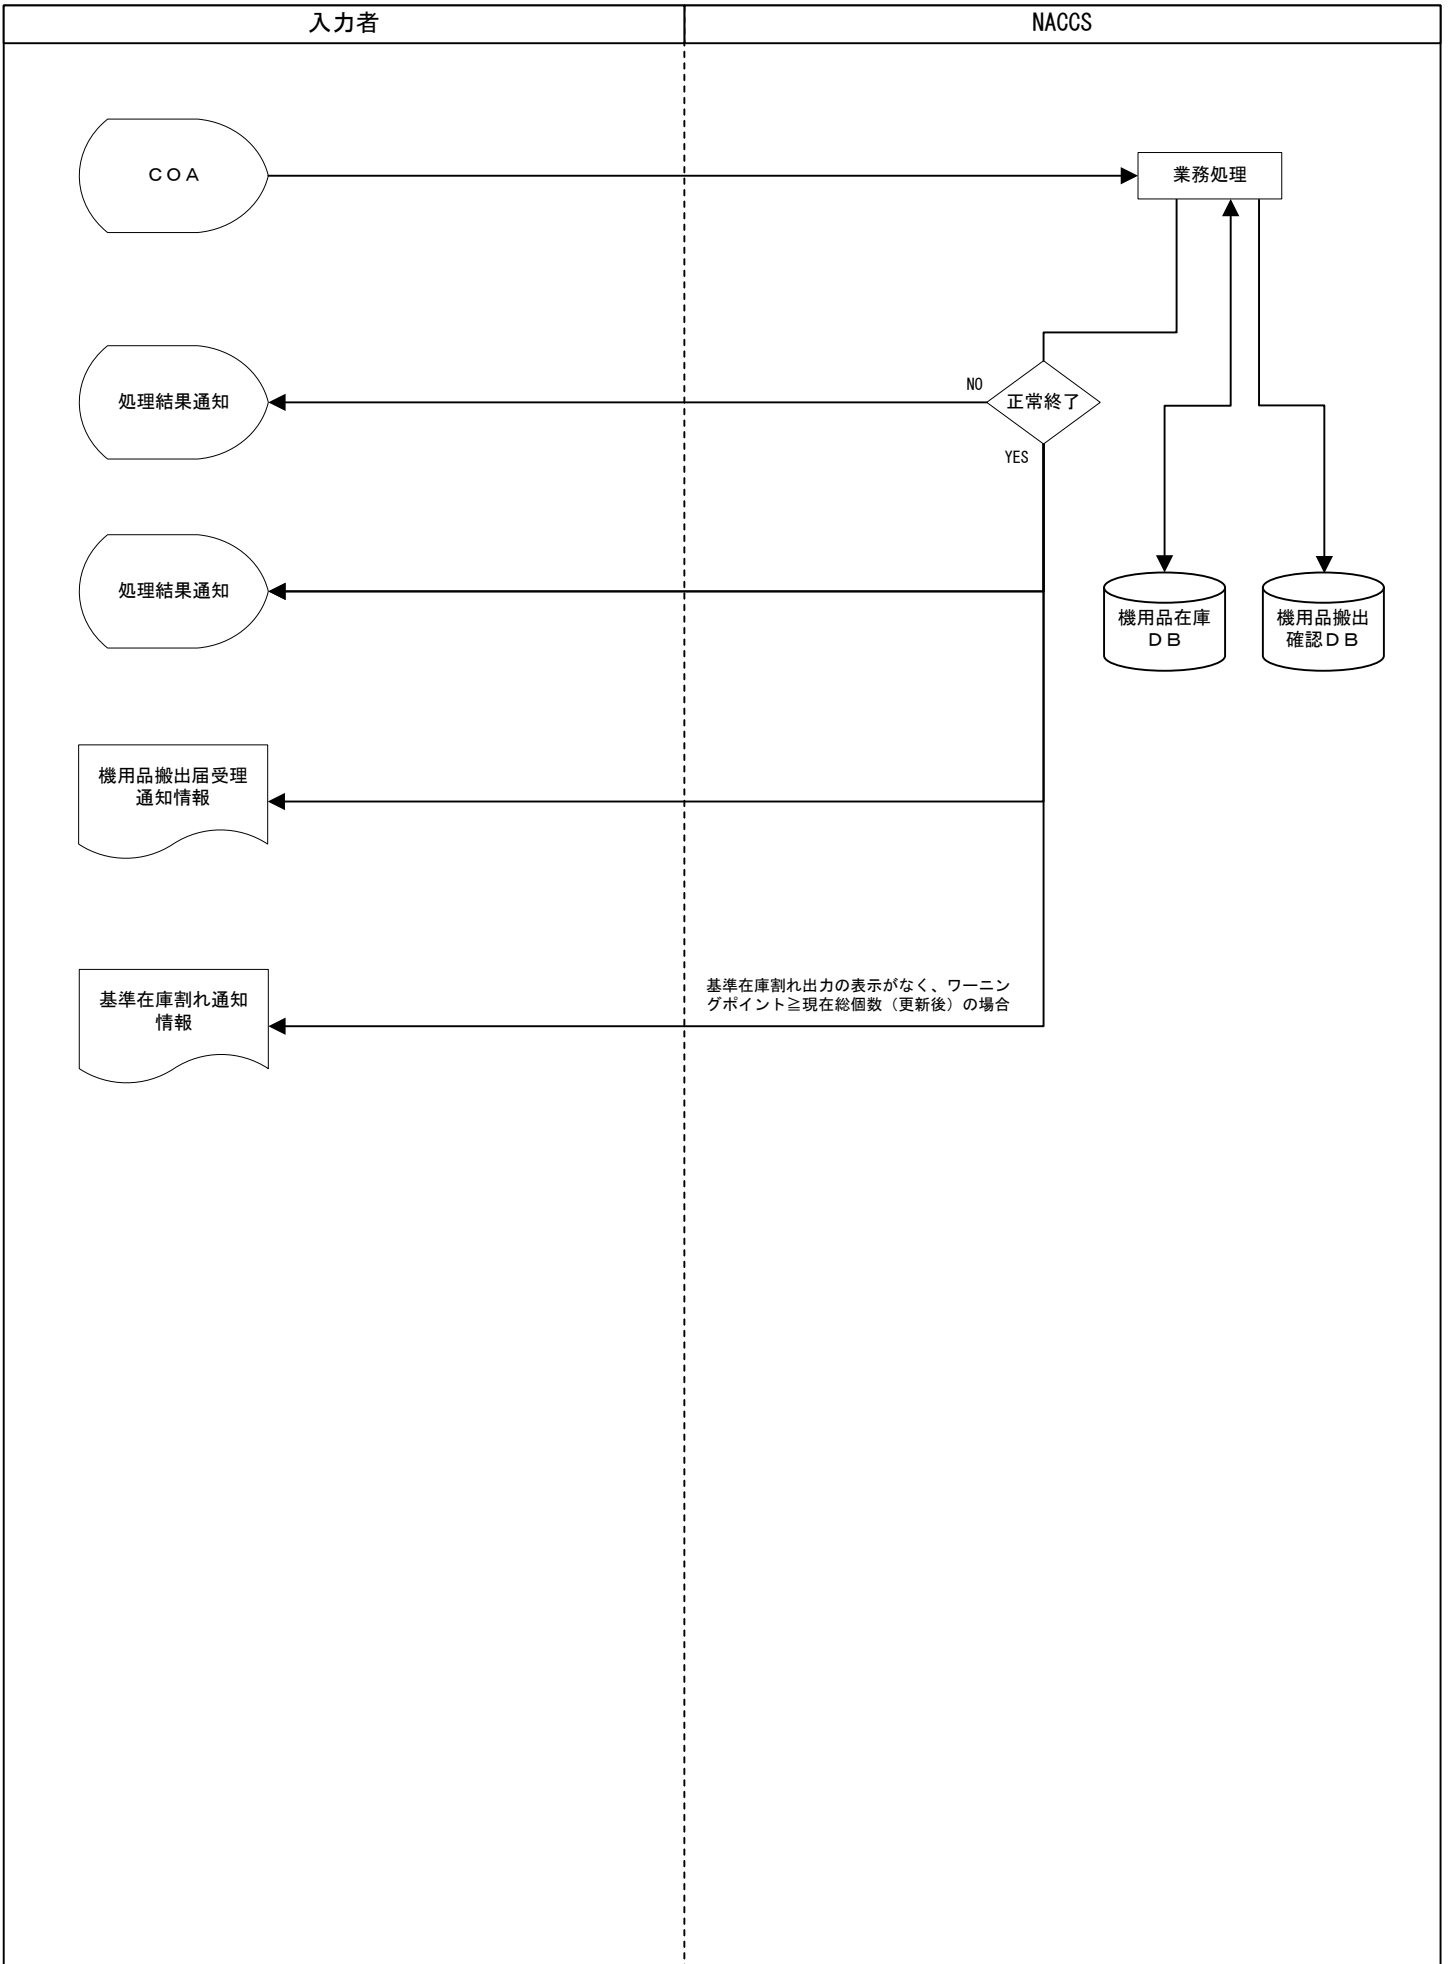 入力者
NACCS
ＣＯＡ
業務処理
処理結果通知
NO
正常終了
YES
処理結果通知
機用品在庫
ＤＢ
機用品搬出
確認ＤＢ
機用品搬出届受理
通知情報
基準在庫割れ通知
情報
基準在庫割れ出力の表示がなく、ワーニン
グポイント≧現在総個数（更新後）の場合